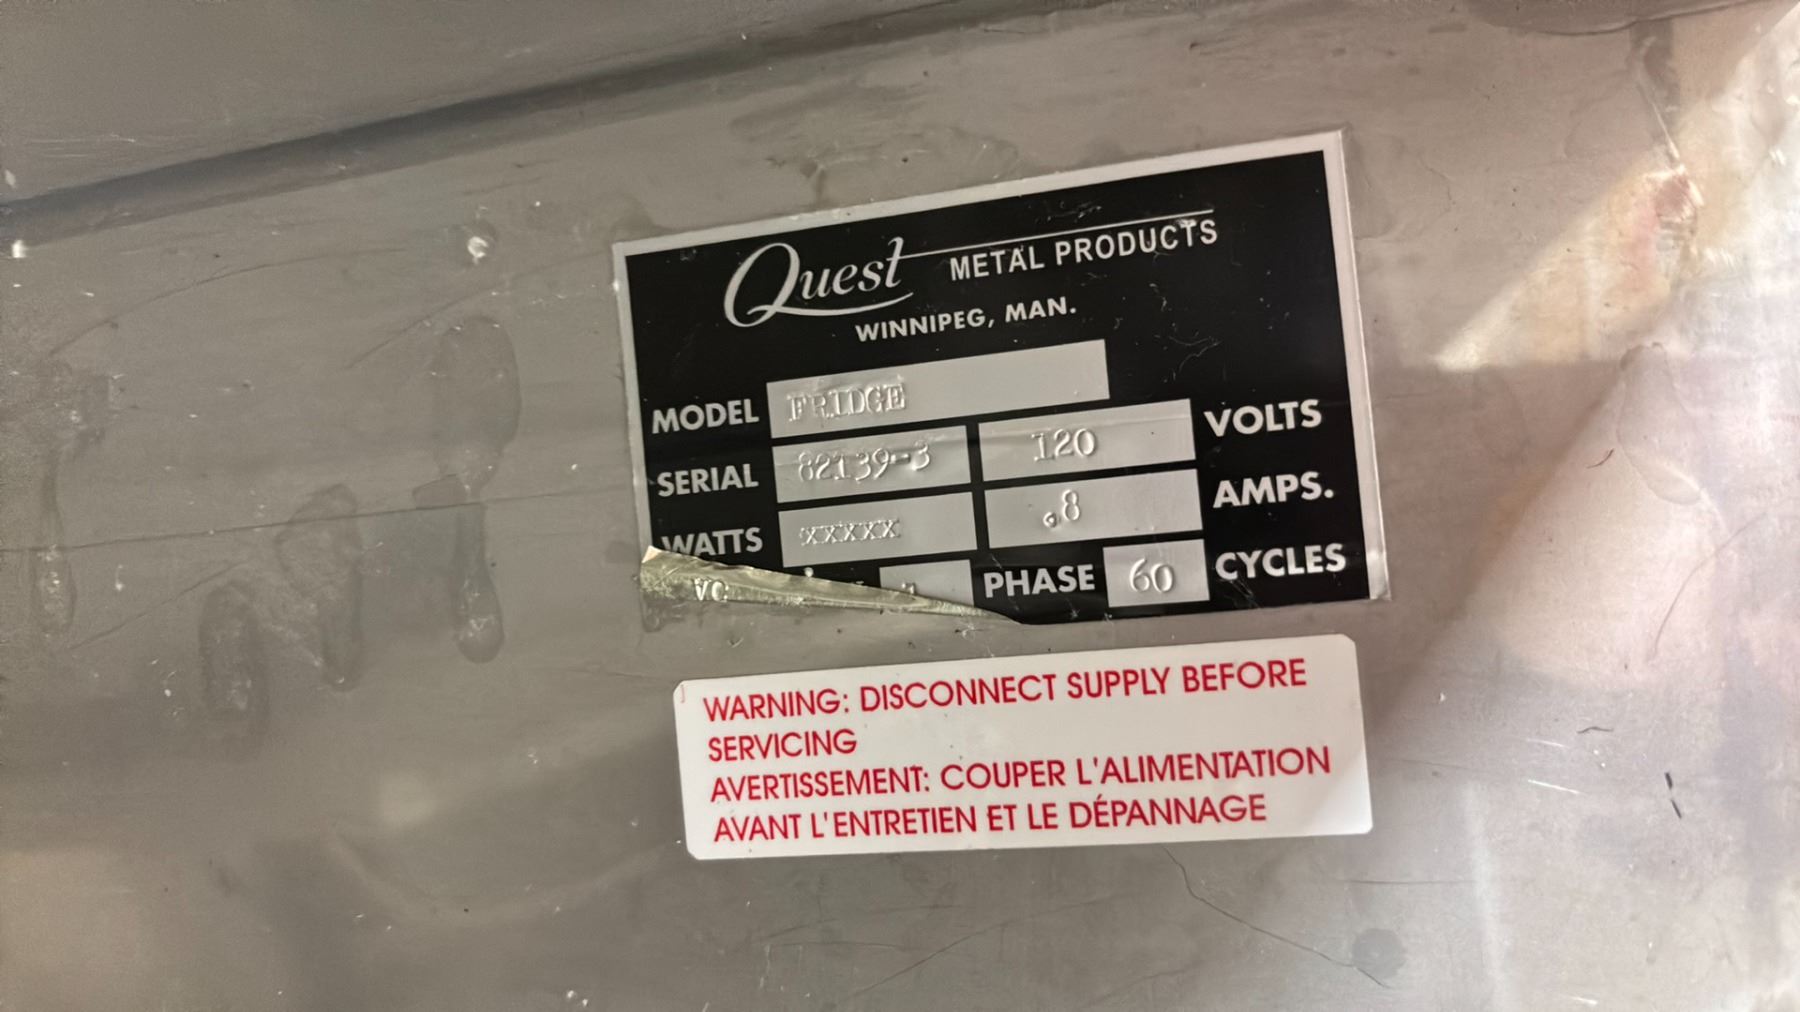 Quest METAL PRODUCTS
WINNIPEG, MAN.
MODEL FRIDGE
SERIAL 82139-3 120 VOLTS
WATTS XXXXX .8 AMPS.
PHASE 60 CYCLES
WARNING: DISCONNECT SUPPLY BEFORE
SERVICING
AVERTISSEMENT: COUPER L'ALIMENTATION
AVANT L'ENTRETIEN ET LE DÉPANNAGE